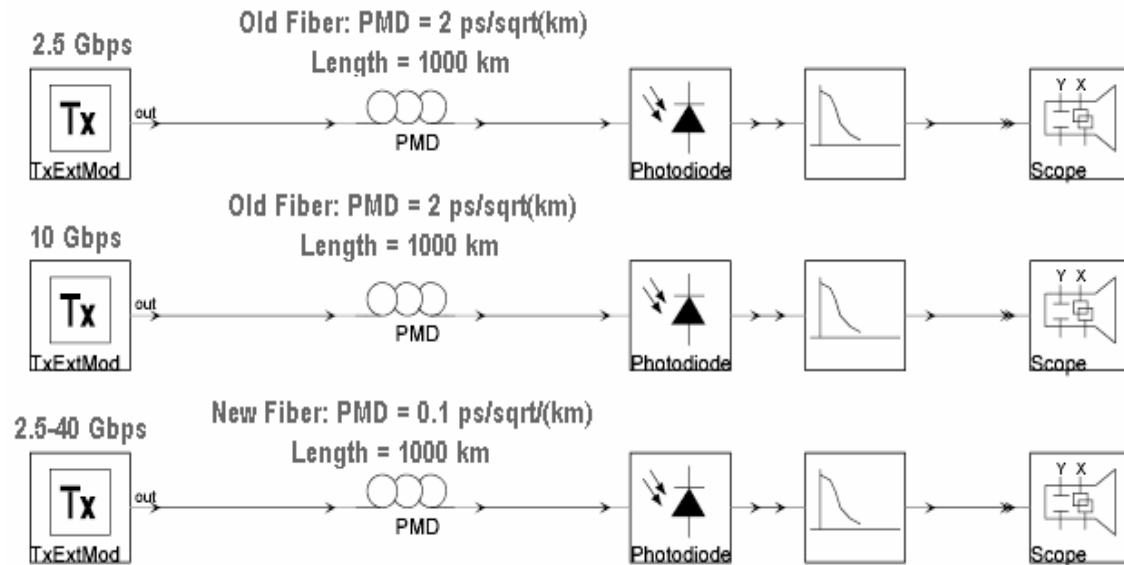 Old Fiber: PMD = 2 ps/sqrt(km)
2.5 Gbps
Length = 1000 km
Tx
out
TxExtMod
PMD
Photodiode
Y X
Scope
Old Fiber: PMD = 2 ps/sqrt(km)
10 Gbps
Length = 1000 km
Tx
out
TxExtMod
PMD
Photodiode
Y X
Scope
New Fiber: PMD = 0.1 ps/sqrt/(km)
2.5-40 Gbps
Length = 1000 km
Tx
out
TxExtMod
PMD
Photodiode
Y X
Scope